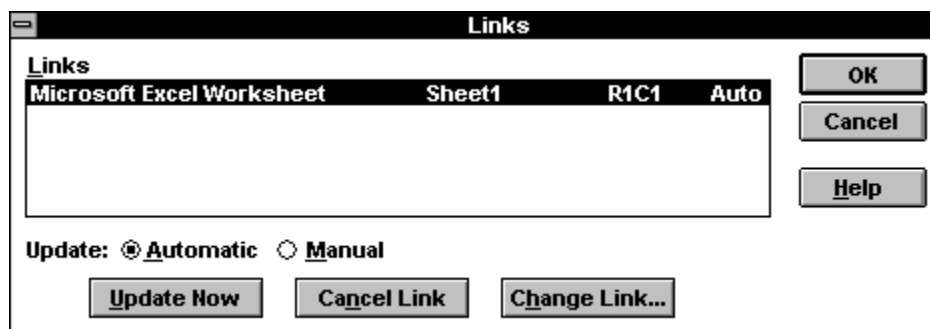 Links
Links
OK
Microsoft Excel Worksheet Sheet1 R1C1 Auto
Cancel
Help
Update: Automatic Manual
Update Now Cancel Link Change Link...